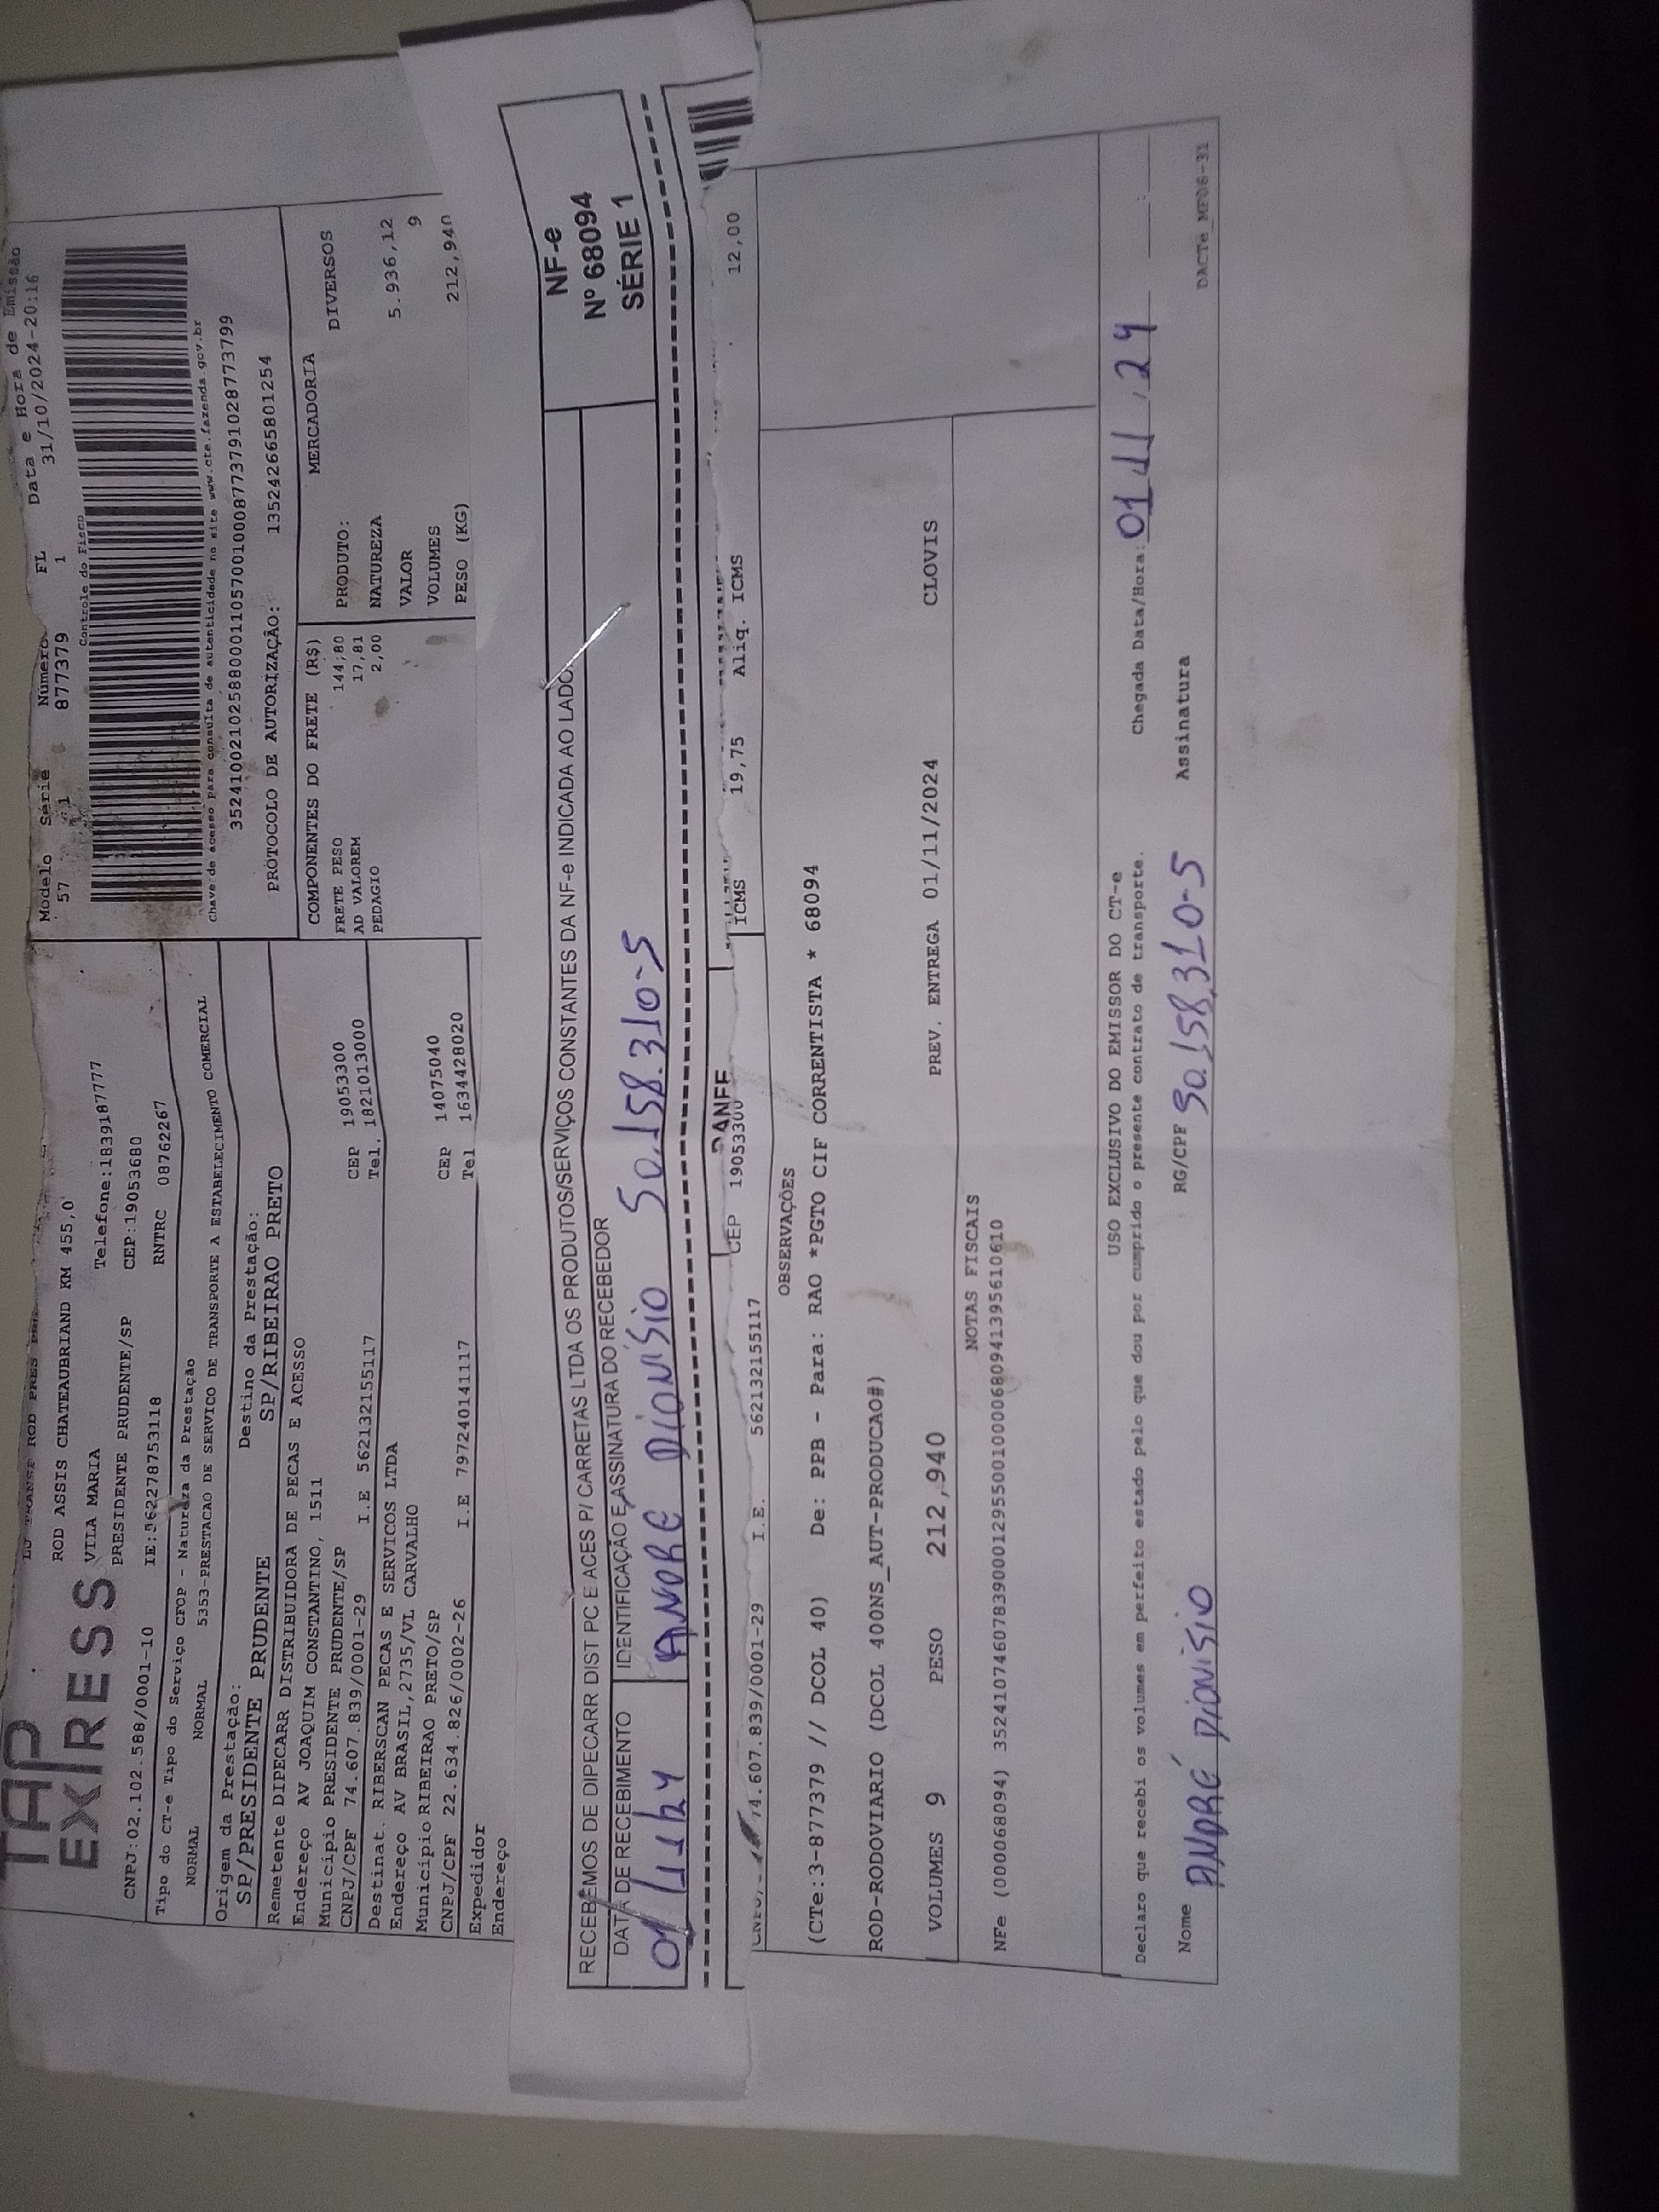 TAP
EXPRESS
ROD ASSIS CHATEAUBRIAND KM 455,0
VILA MARIA Telefone:1839187777
PRESIDENTE PRUDENTE/SP CEP:19053680
CNPJ:02.102.588/0001-10 IE:562278753118 RNTRC 08762267
Tipo do CT-e Tipo do Serviço CFOP - Natureza da Prestação
NORMAL NORMAL 5353-PRESTACAO DE SERVICO DE TRANSPORTE A ESTABELECIMENTO COMERCIAL
Origem da Prestação: Destino da Prestação:
SP/PRESIDENTE PRUDENTE SP/RIBEIRAO PRETO
Modelo Série Número FL Data e Hora de Emissão
57 877379 1 31/10/2024-20:16
Controle do Fisco
Chave de acesso para consulta de autenticidade no site www.cte.fazenda.gov.br
35241002102588000110570010008773791028773799
PROTOCOLO DE AUTORIZAÇÃO: 135242665801254
Remetente DIPECARR DISTRIBUIDORA DE PECAS E ACESSO
Endereço AV JOAQUIM CONSTANTINO, 1511
Município PRESIDENTE PRUDENTE/SP CEP 19053300
CNPJ/CPF 74.607.839/0001-29 I.E 562132155117 Tel. 1821013000
Destinat. RIBERSCAN PECAS E SERVICOS LTDA
Endereço AV BRASIL,2735/VL CARVALHO
Município RIBEIRAO PRETO/SP CEP 14075040
CNPJ/CPF 22.634.826/0002-26 I.E 797240141117 Tel 1634428020
Expedidor
Endereço
COMPONENTES DO FRETE (R$)
FRETE PESO 144,80
AD VALOREM 17,81
PEDAGIO 2,00
MERCADORIA
PRODUTO: DIVERSOS
NATUREZA
VALOR 5.936,12
VOLUMES 9
PESO (KG) 212,940
RECEBEMOS DE DIPECARR DIST PC E ACES P/ CARRETAS LTDA OS PRODUTOS/SERVIÇOS CONSTANTES DA NF-e INDICADA AO LADO
DATA DE RECEBIMENTO IDENTIFICAÇÃO E ASSINATURA DO RECEBEDOR
01/11/24 ANDRE DIONÍSIO 50.158.310-5
NF-e
Nº 68094
SÉRIE 1
DANFE
74.607.839/0001-29 I.E. 562132155117 CEP 19053300 ICMS 19,75 Aliq. ICMS 12,00
OBSERVAÇÕES
(CTe:3-877379 // DCOL 40) De: PPB - Para: RAO *PGTO CIF CORRENTISTA * 68094
ROD-RODOVIARIO (DCOL 400NS_AUT-PRODUCAO#)
VOLUMES 9 PESO 212,940 PREV. ENTREGA 01/11/2024 CLOVIS
NOTAS FISCAIS
NFe (000068094) 35241074607839000129550010000680941395610610
USO EXCLUSIVO DO EMISSOR DO CT-e
Declaro que recebi os volumes em perfeito estado pelo que dou por cumprido o presente contrato de transporte. Chegada Data/Hora: 01/11/24
Nome ANDRÉ DIONISIO RG/CPF 50.158.310-5 Assinatura
DACTe_MF06-31